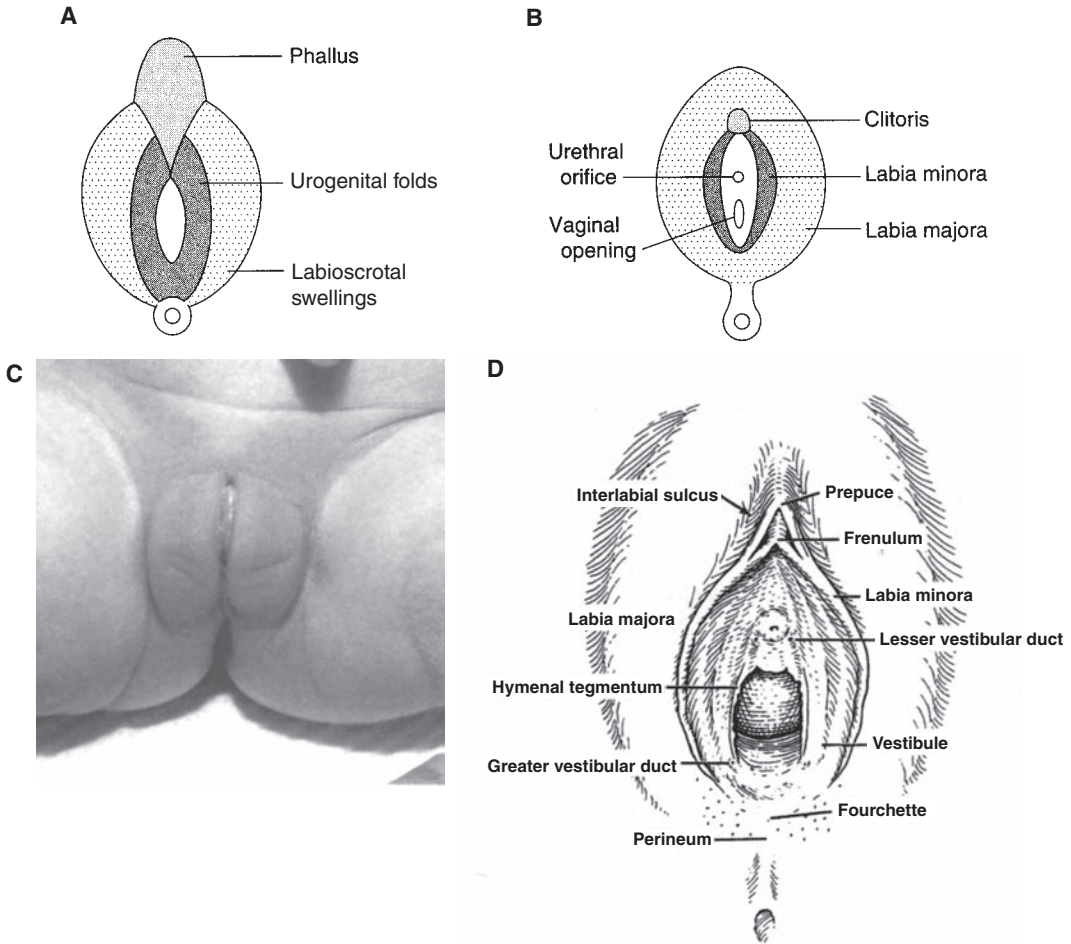 A
Phallus
Urogenital folds
Labioscrotal
swellings
B
Clitoris
Urethral
orifice
Labia minora
Vaginal
opening
Labia majora
C
D
Interlabial sulcus
Prepuce
Frenulum
Labia minora
Labia majora
Lesser vestibular duct
Hymenal tegmentum
Vestibule
Greater vestibular duct
Fourchette
Perineum